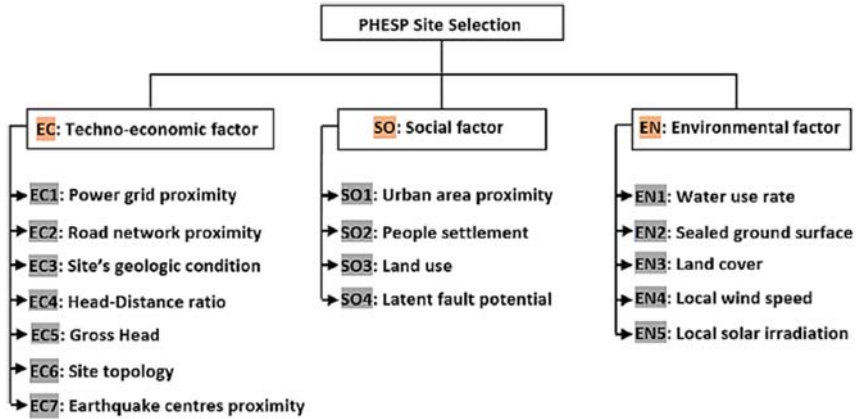 PHESP Site Selection
EC: Techno-economic factor
EC1: Power grid proximity
EC2: Road network proximity
EC3: Site's geologic condition
EC4: Head-Distance ratio
EC5: Gross Head
EC6: Site topology
EC7: Earthquake centres proximity
SO: Social factor
SO1: Urban area proximity
SO2: People settlement
SO3: Land use
SO4: Latent fault potential
EN: Environmental factor
EN1: Water use rate
EN2: Sealed ground surface
EN3: Land cover
EN4: Local wind speed
EN5: Local solar irradiation